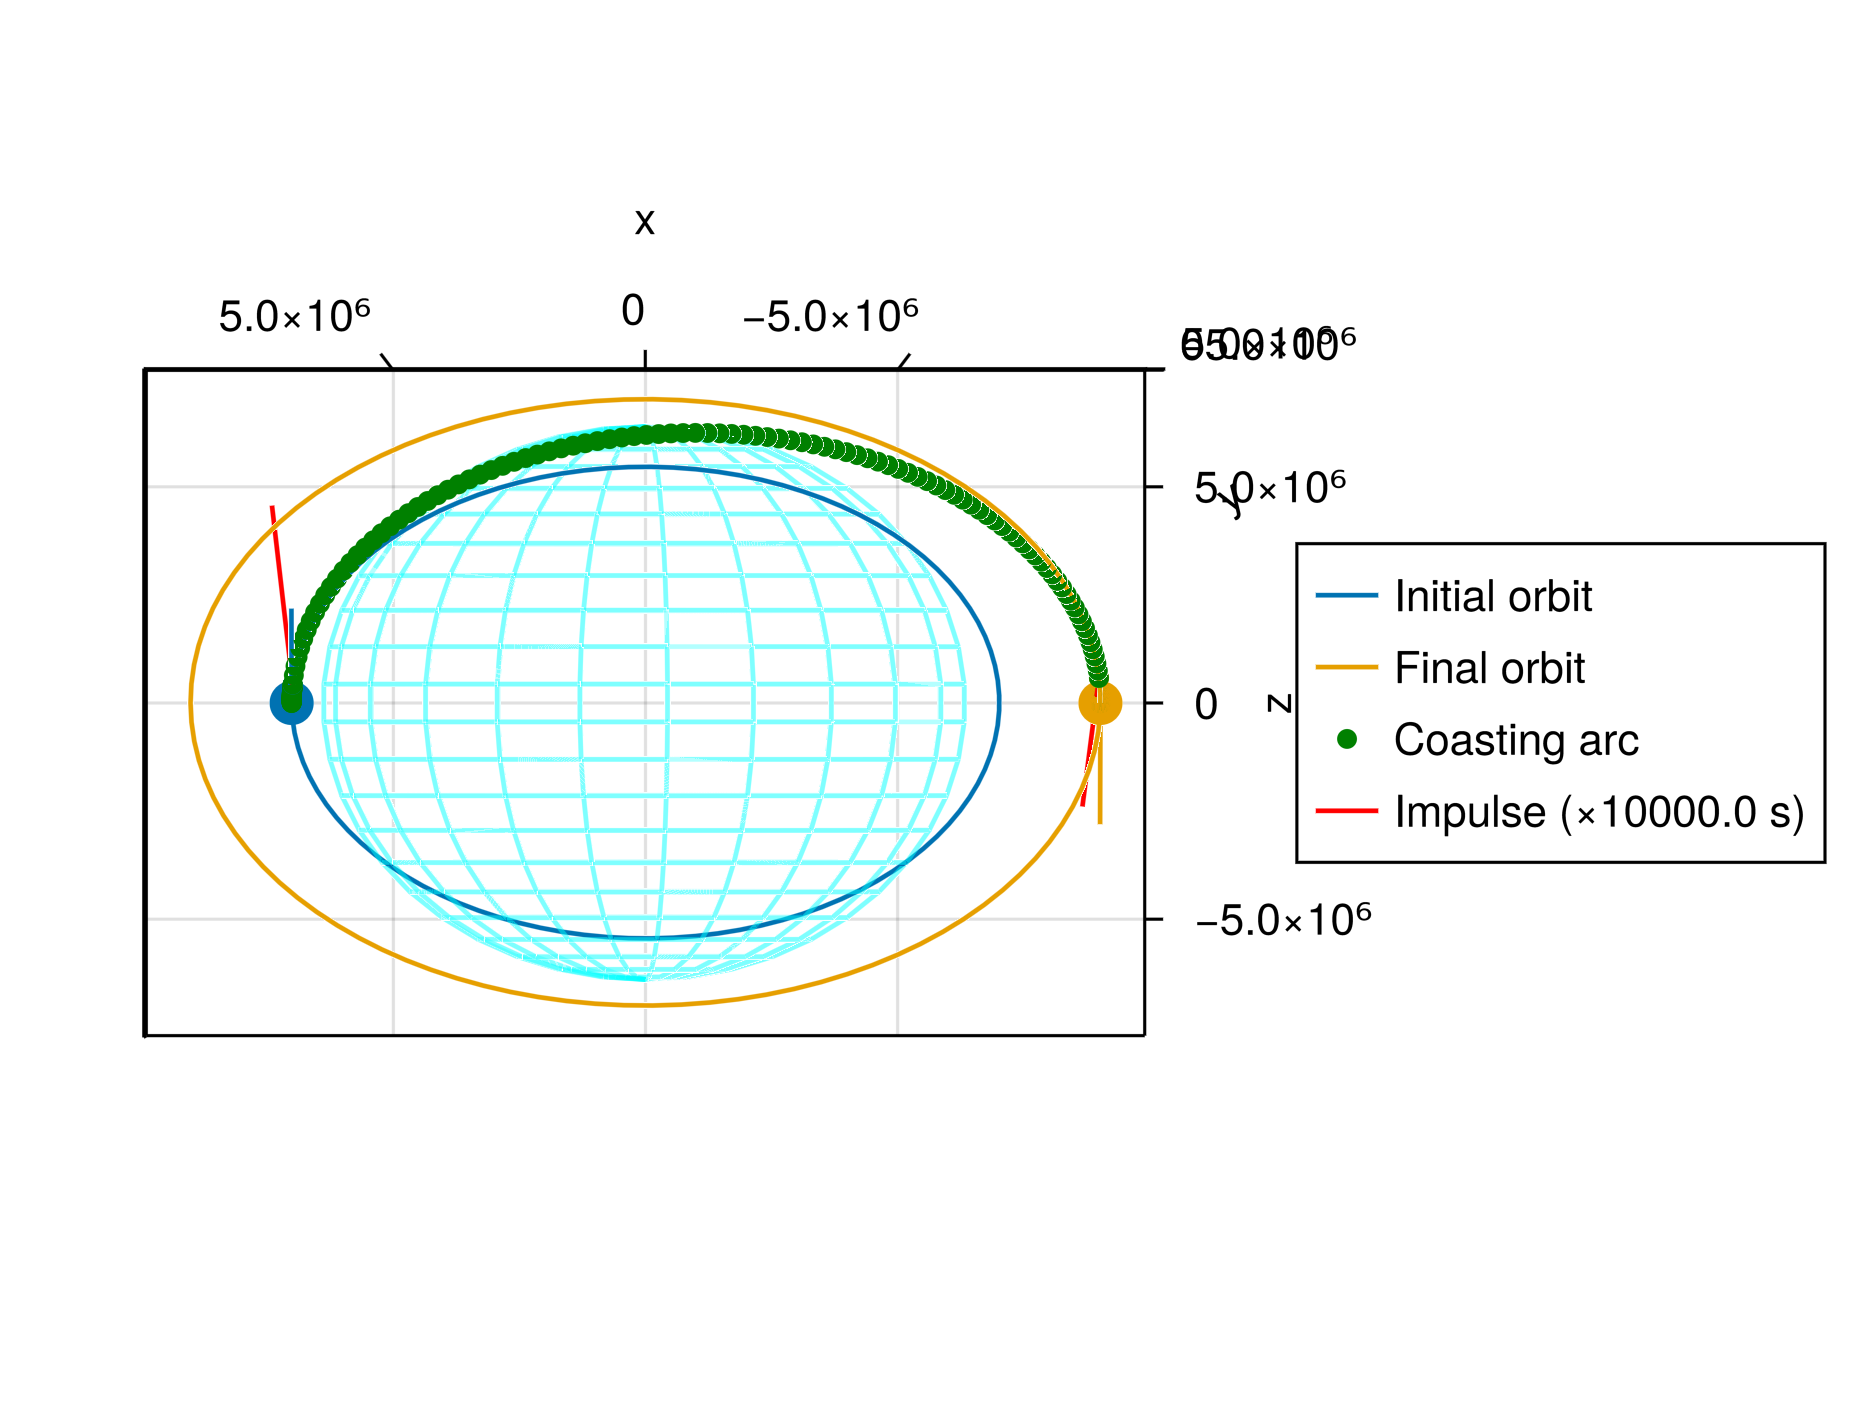 x
5.0×10⁶
0
−5.0×10⁶
5.0×10⁶
y
0
z
−5.0×10⁶
Initial orbit
Final orbit
Coasting arc
Impulse (×10000.0 s)